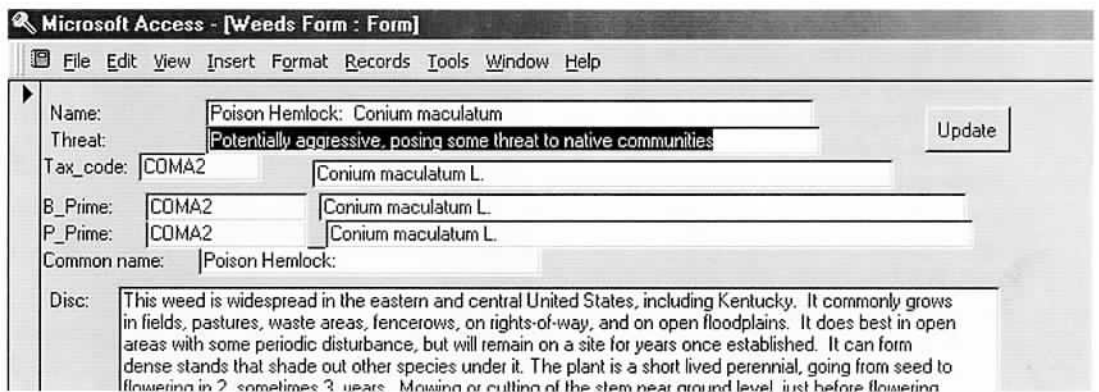 Microsoft Access - [Weeds Form : Form]
File Edit View Insert Format Records Tools Window Help
Name: Poison Hemlock: Conium maculatum
Update
Threat: Potentially aggressive, posing some threat to native communities
Tax_code: COMA2 Conium maculatum L.
B_Prime: COMA2 Conium maculatum L.
P_Prime: COMA2 Conium maculatum L.
Common name: Poison Hemlock:
Disc: This weed is widespread in the eastern and central United States, including Kentucky. It commonly grows
in fields, pastures, waste areas, fencerows, on rights-of-way, and on open floodplains. It does best in open
areas with some periodic disturbance, but will remain on a site for years once established. It can form
dense stands that shade out other species under it. The plant is a short lived perennial, going from seed to
flowering in 2, sometimes 3, years. Mowing or cutting of the stem near ground level, just before flowering